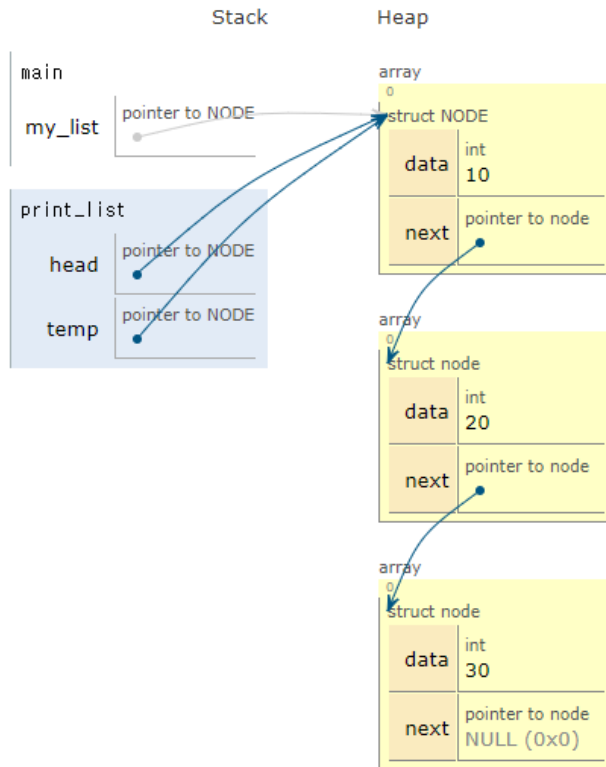 Stack Heap
main
my_list pointer to NODE
print_list
head pointer to NODE
temp pointer to NODE
array
0
struct NODE
data int
10
next pointer to node
array
0
struct node
data int
20
next pointer to node
array
0
struct node
data int
30
next pointer to node
NULL (0x0)